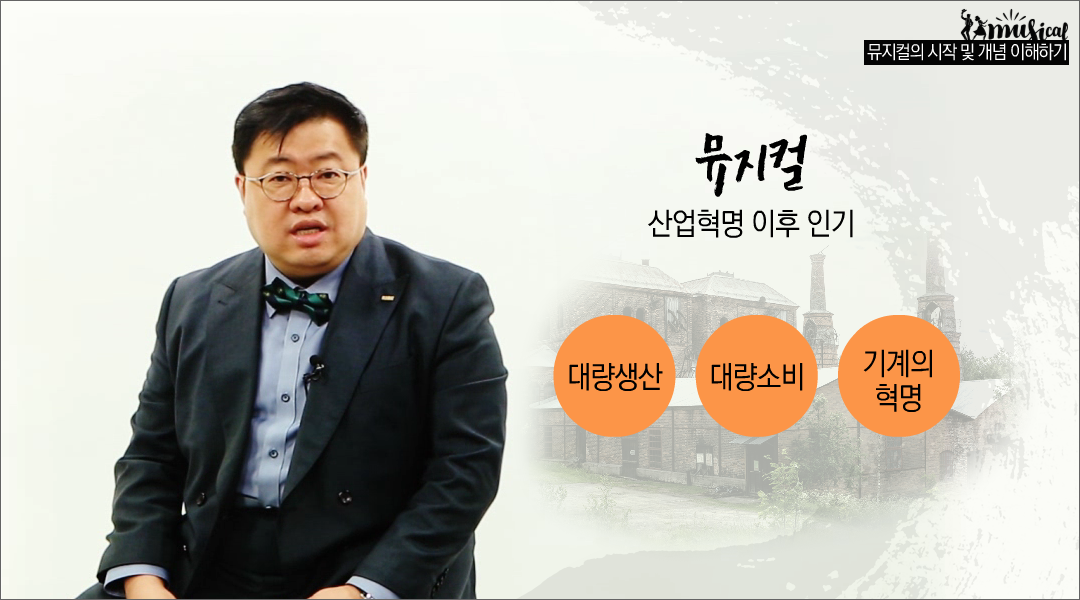 musical
뮤지컬의 시작 및 개념 이해하기
뮤지컬
산업혁명 이후 인기
대량생산
대량소비
기계의
혁명